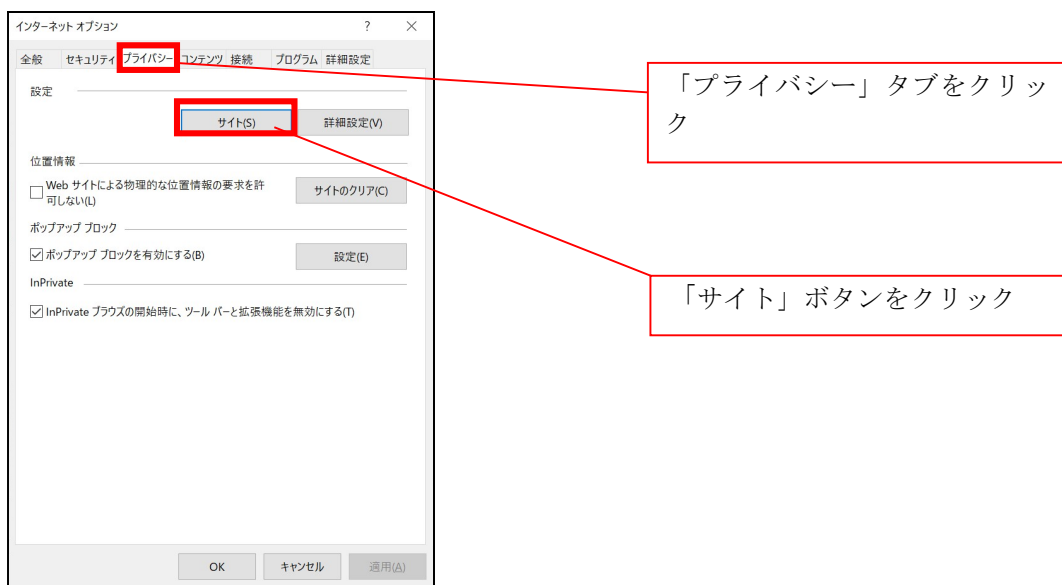 インターネット オプション ? ×
全般 セキュリティ プライバシー コンテンツ 接続 プログラム 詳細設定
設定
サイト(S) 詳細設定(V)
位置情報
Web サイトによる物理的な位置情報の要求を許
可しない(L)
サイトのクリア(C)
ポップアップ ブロック
ポップアップ ブロックを有効にする(B)
設定(E)
InPrivate
InPrivate ブラウズの開始時に、ツール バーと拡張機能を無効にする(T)
OK キャンセル 適用(A)
「プライバシー」タブをクリッ
ク
「サイト」ボタンをクリック